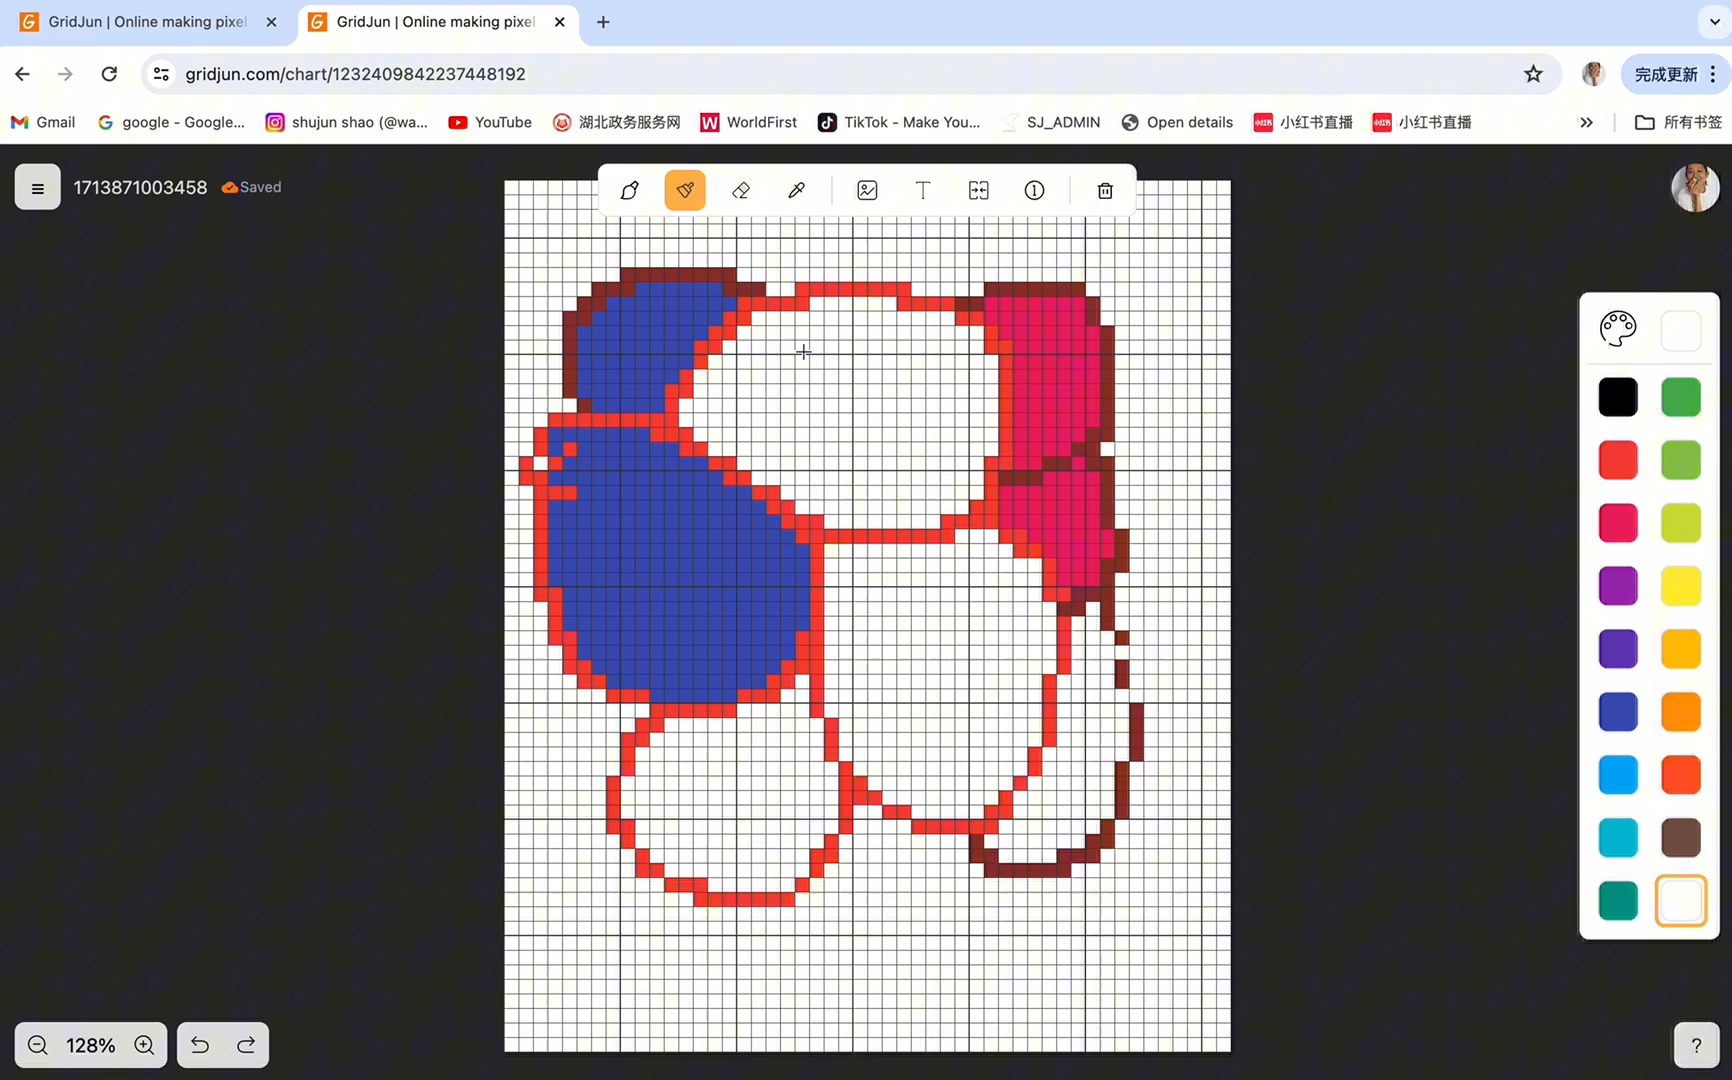 GridJun | Online making pixel
GridJun | Online making pixel
gridjun.com/chart/1232409842237448192
完成更新
Gmail
google - Google...
shujun shao (@wa...
YouTube
湖北政务服务网
WorldFirst
TikTok - Make You...
SJ_ADMIN
Open details
小红书直播
小红书直播
所有书签
1713871003458
Saved
128%
?